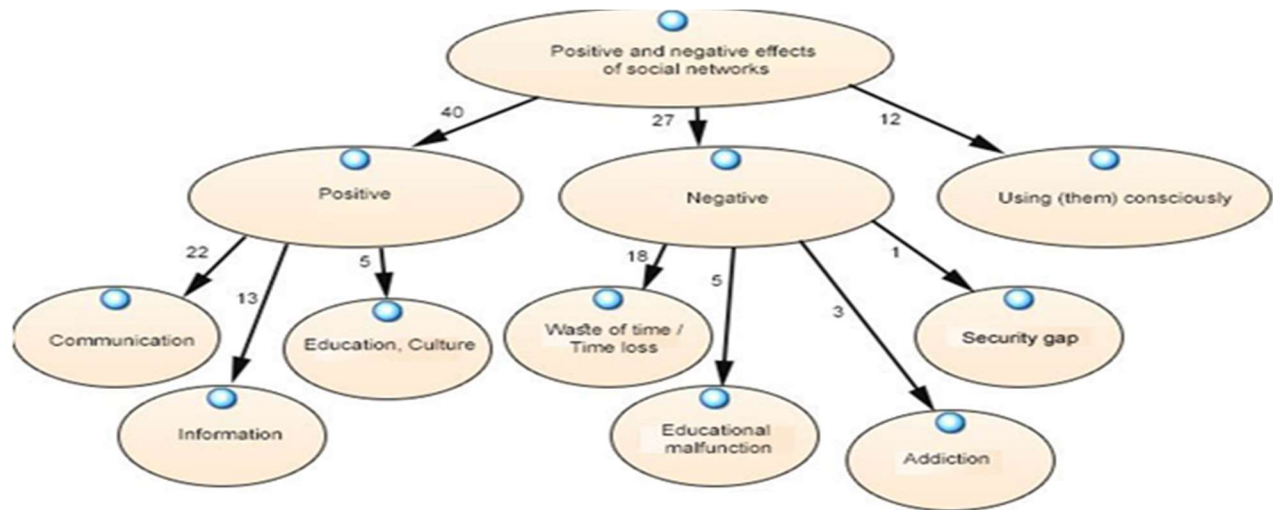 Positive and negative effects
of social networks
40
27
12
Positive
Negative
Using (them) consciously
22
13
5
18
5
3
1
Communication
Information
Education, Culture
Waste of time /
Time loss
Educational
malfunction
Addiction
Security gap